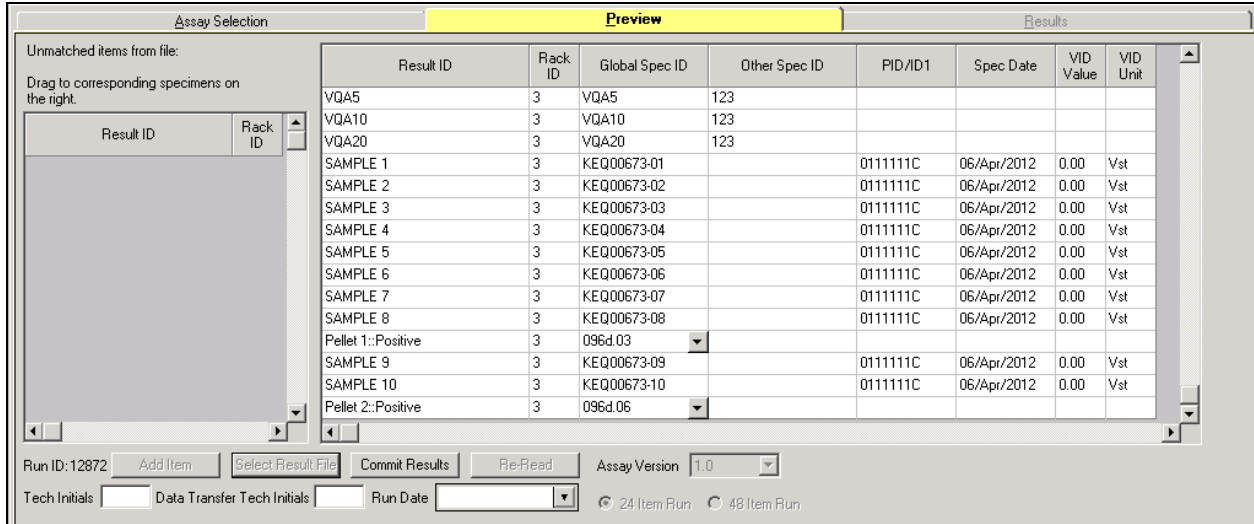 Assay Selection Preview Results
Unmatched items from file:
Drag to corresponding specimens on
the right.
Result ID Rack ID
Result ID Rack ID Global Spec ID Other Spec ID PID/ID1 Spec Date VID Value VID Unit
VQA5 3 VQA5 123
VQA10 3 VQA10 123
VQA20 3 VQA20 123
SAMPLE 1 3 KEQ00673-01 0111111C 06/Apr/2012 0.00 Vst
SAMPLE 2 3 KEQ00673-02 0111111C 06/Apr/2012 0.00 Vst
SAMPLE 3 3 KEQ00673-03 0111111C 06/Apr/2012 0.00 Vst
SAMPLE 4 3 KEQ00673-04 0111111C 06/Apr/2012 0.00 Vst
SAMPLE 5 3 KEQ00673-05 0111111C 06/Apr/2012 0.00 Vst
SAMPLE 6 3 KEQ00673-06 0111111C 06/Apr/2012 0.00 Vst
SAMPLE 7 3 KEQ00673-07 0111111C 06/Apr/2012 0.00 Vst
SAMPLE 8 3 KEQ00673-08 0111111C 06/Apr/2012 0.00 Vst
Pellet 1::Positive 3 096d.03
SAMPLE 9 3 KEQ00673-09 0111111C 06/Apr/2012 0.00 Vst
SAMPLE 10 3 KEQ00673-10 0111111C 06/Apr/2012 0.00 Vst
Pellet 2::Positive 3 096d.06
Run ID: 12872 Add Item Select Result File Commit Results Re-Read Assay Version 1.0
Tech Initials Data Transfer Tech Initials Run Date 24 Item Run 48 Item Run